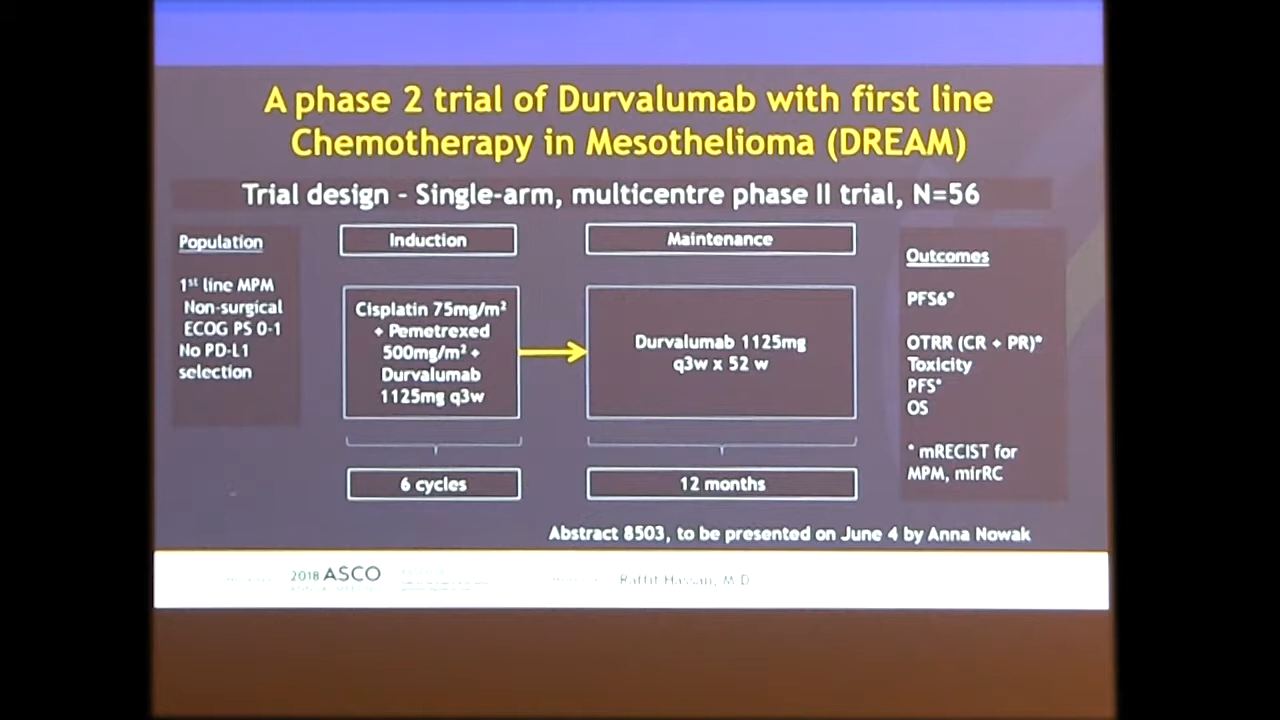 A phase 2 trial of Durvalumab with first line
Chemotherapy in Mesothelioma (DREAM)
Trial design - Single-arm, multicentre phase II trial, N=56
Population
1st line MPM
Non-surgical
ECOG PS 0-1
No PD-L1
selection
Induction
Cisplatin 75mg/m²
+ Pemetrexed
500mg/m² +
Durvalumab
1125mg q3w
6 cycles
Maintenance
Durvalumab 1125mg
q3w x 52 w
12 months
Outcomes
PFS6*
OTRR (CR + PR)*
Toxicity
PFS*
OS
* mRECIST for
MPM, mirRC
Abstract 8503, to be presented on June 4 by Anna Nowak
2018 ASCO
Raffit Hassan, M.D.